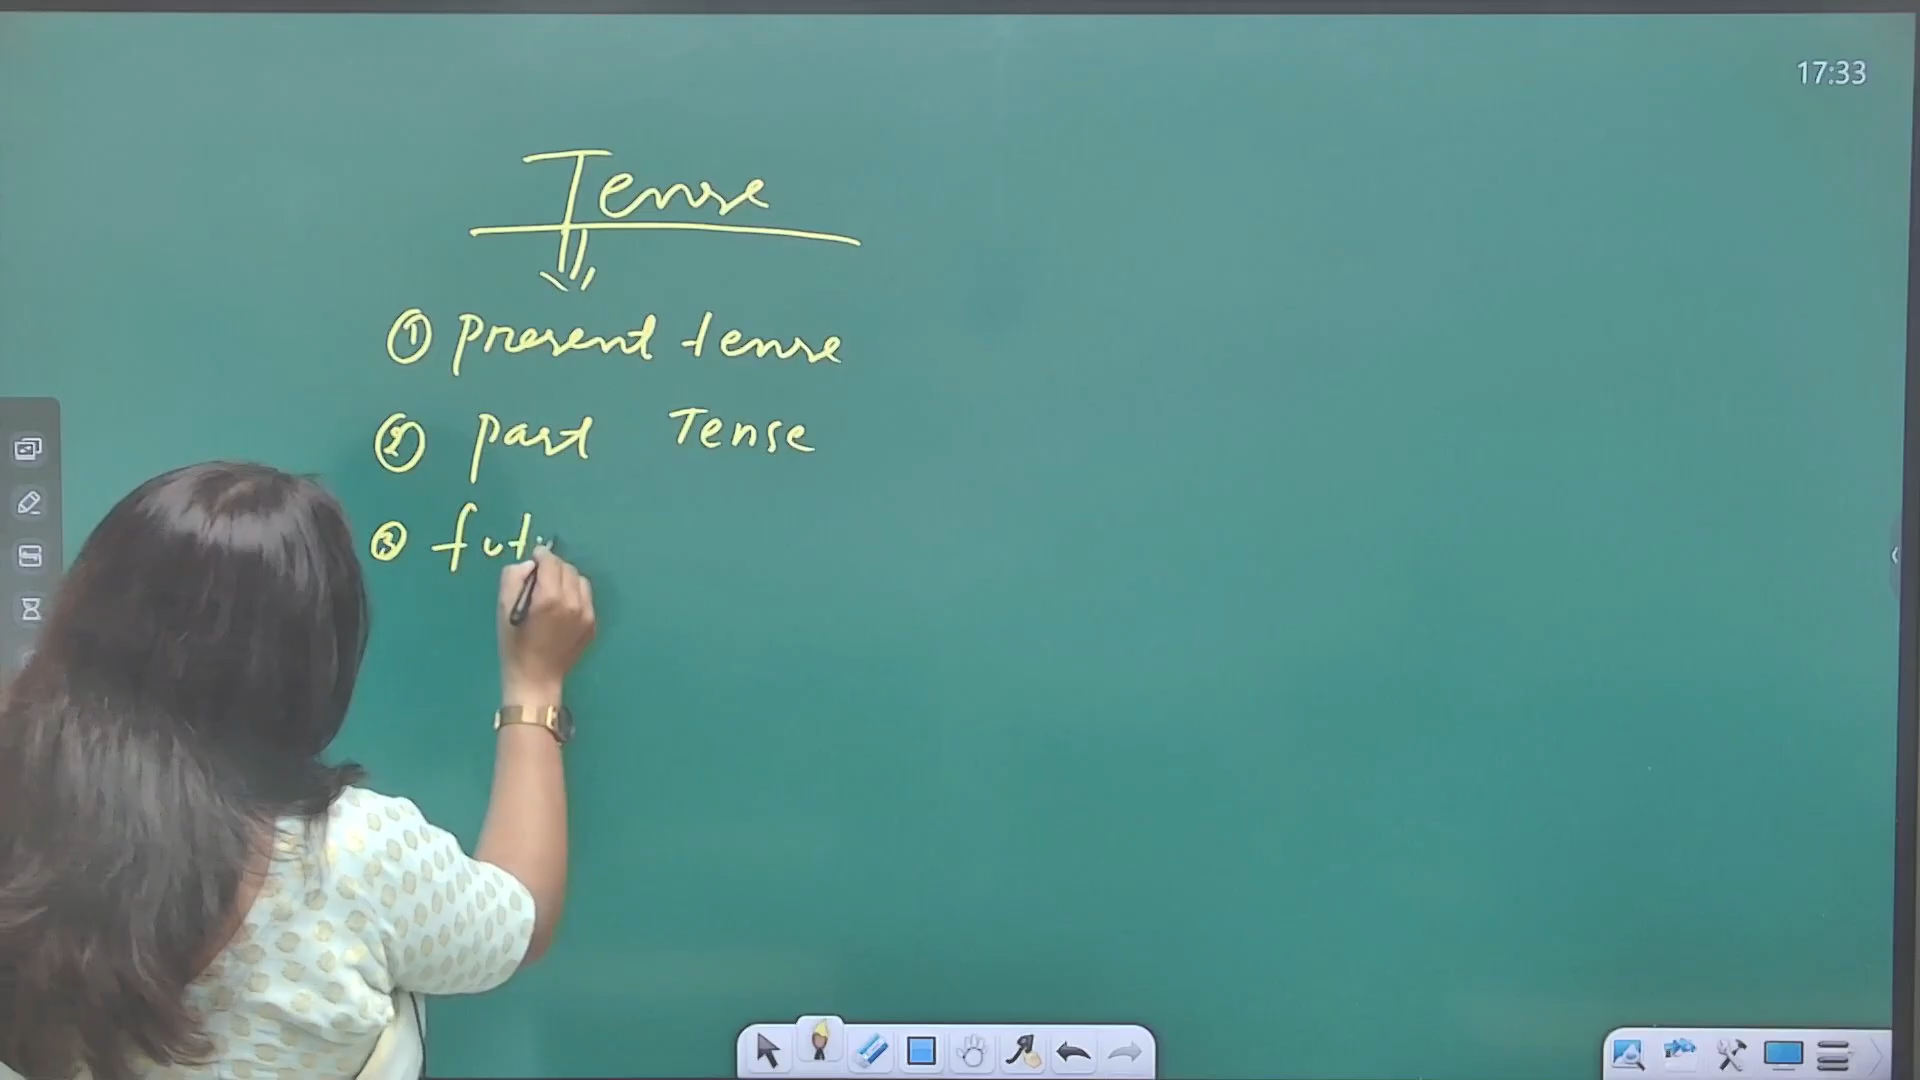 17:33
Tense
① present tense
② past Tense
③ fut